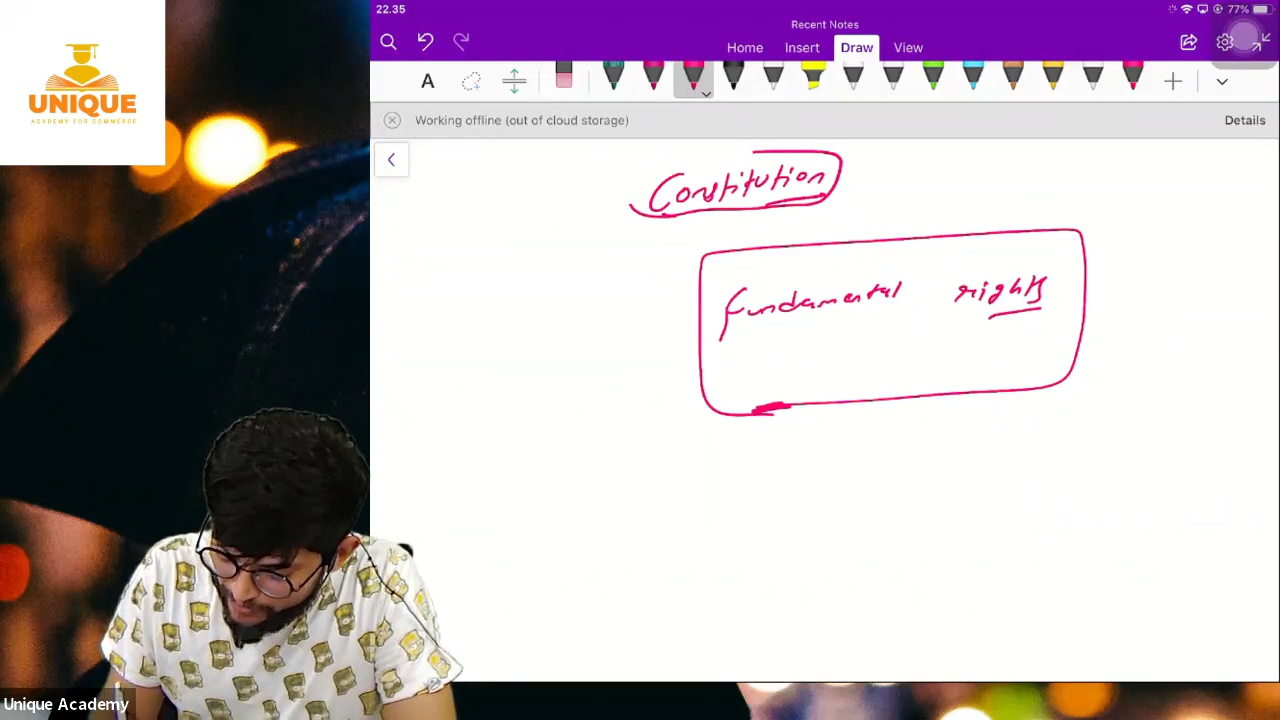 22.35
77%
Recent Notes
Home Insert Draw View
A
Working offline (out of cloud storage)
Details
UNIQUE
ACADEMY FOR COMMERCE
Constitution
fundamental rights
Unique Academy